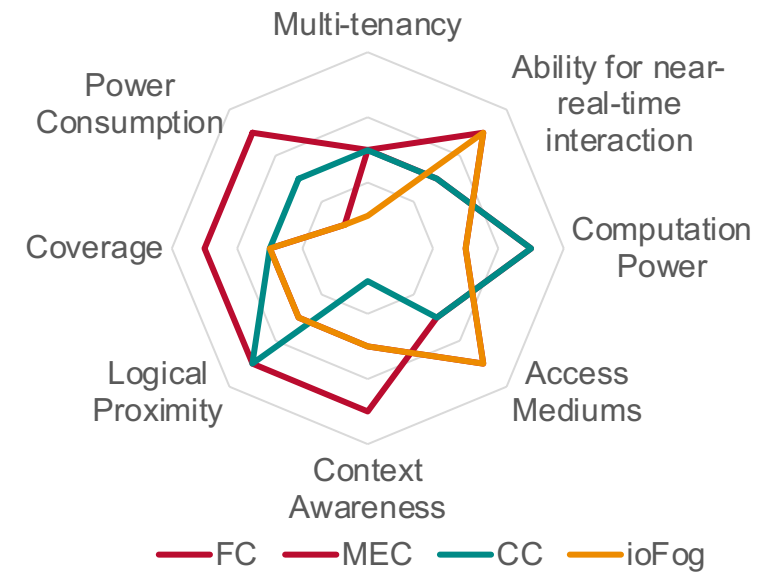 Multi-tenancy
Ability for near-
real-time
interaction
Power
Consumption
Computation
Power
Coverage
Logical
Proximity
Access
Mediums
Context
Awareness
FC MEC CC ioFog